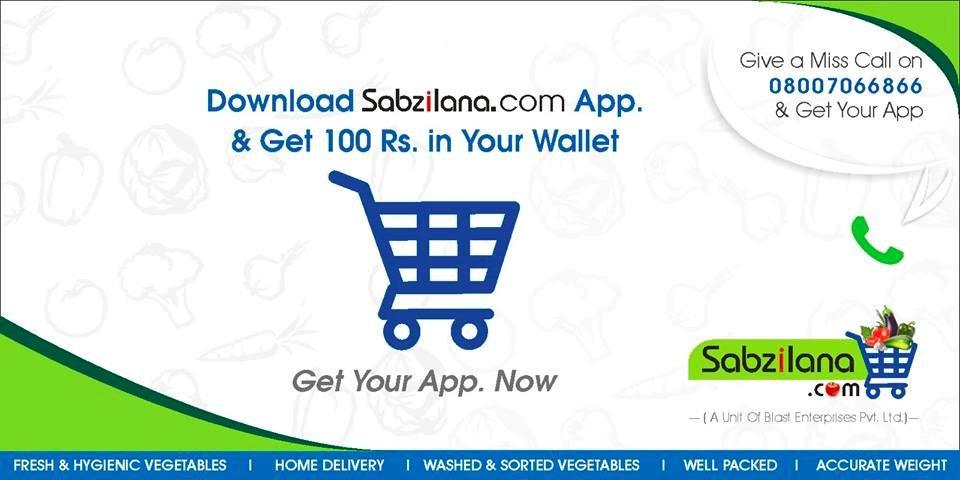 Give a Miss Call on
08007066866
& Get Your App
Download Sabzilana.com App.
& Get 100 Rs. in Your Wallet
Get Your App. Now
Sabzilana
.com
( A Unit Of Blast Enterprises Pvt. Ltd.)
FRESH & HYGIENIC VEGETABLES | HOME DELIVERY | WASHED & SORTED VEGETABLES | WELL PACKED | ACCURATE WEIGHT